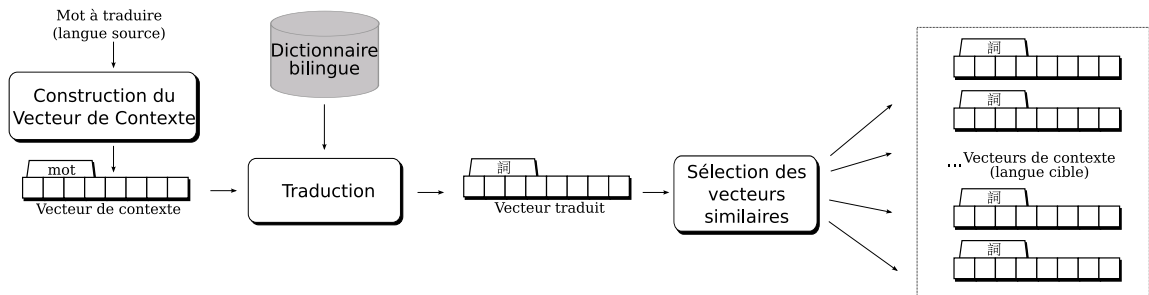 Mot à traduire
(langue source)
Construction du
Vecteur de Contexte
mot
Vecteur de contexte
Dictionnaire
bilingue
Traduction
詞
Vecteur traduit
Sélection des
vecteurs
similaires
詞
詞
... Vecteurs de contexte
(langue cible)
詞
詞